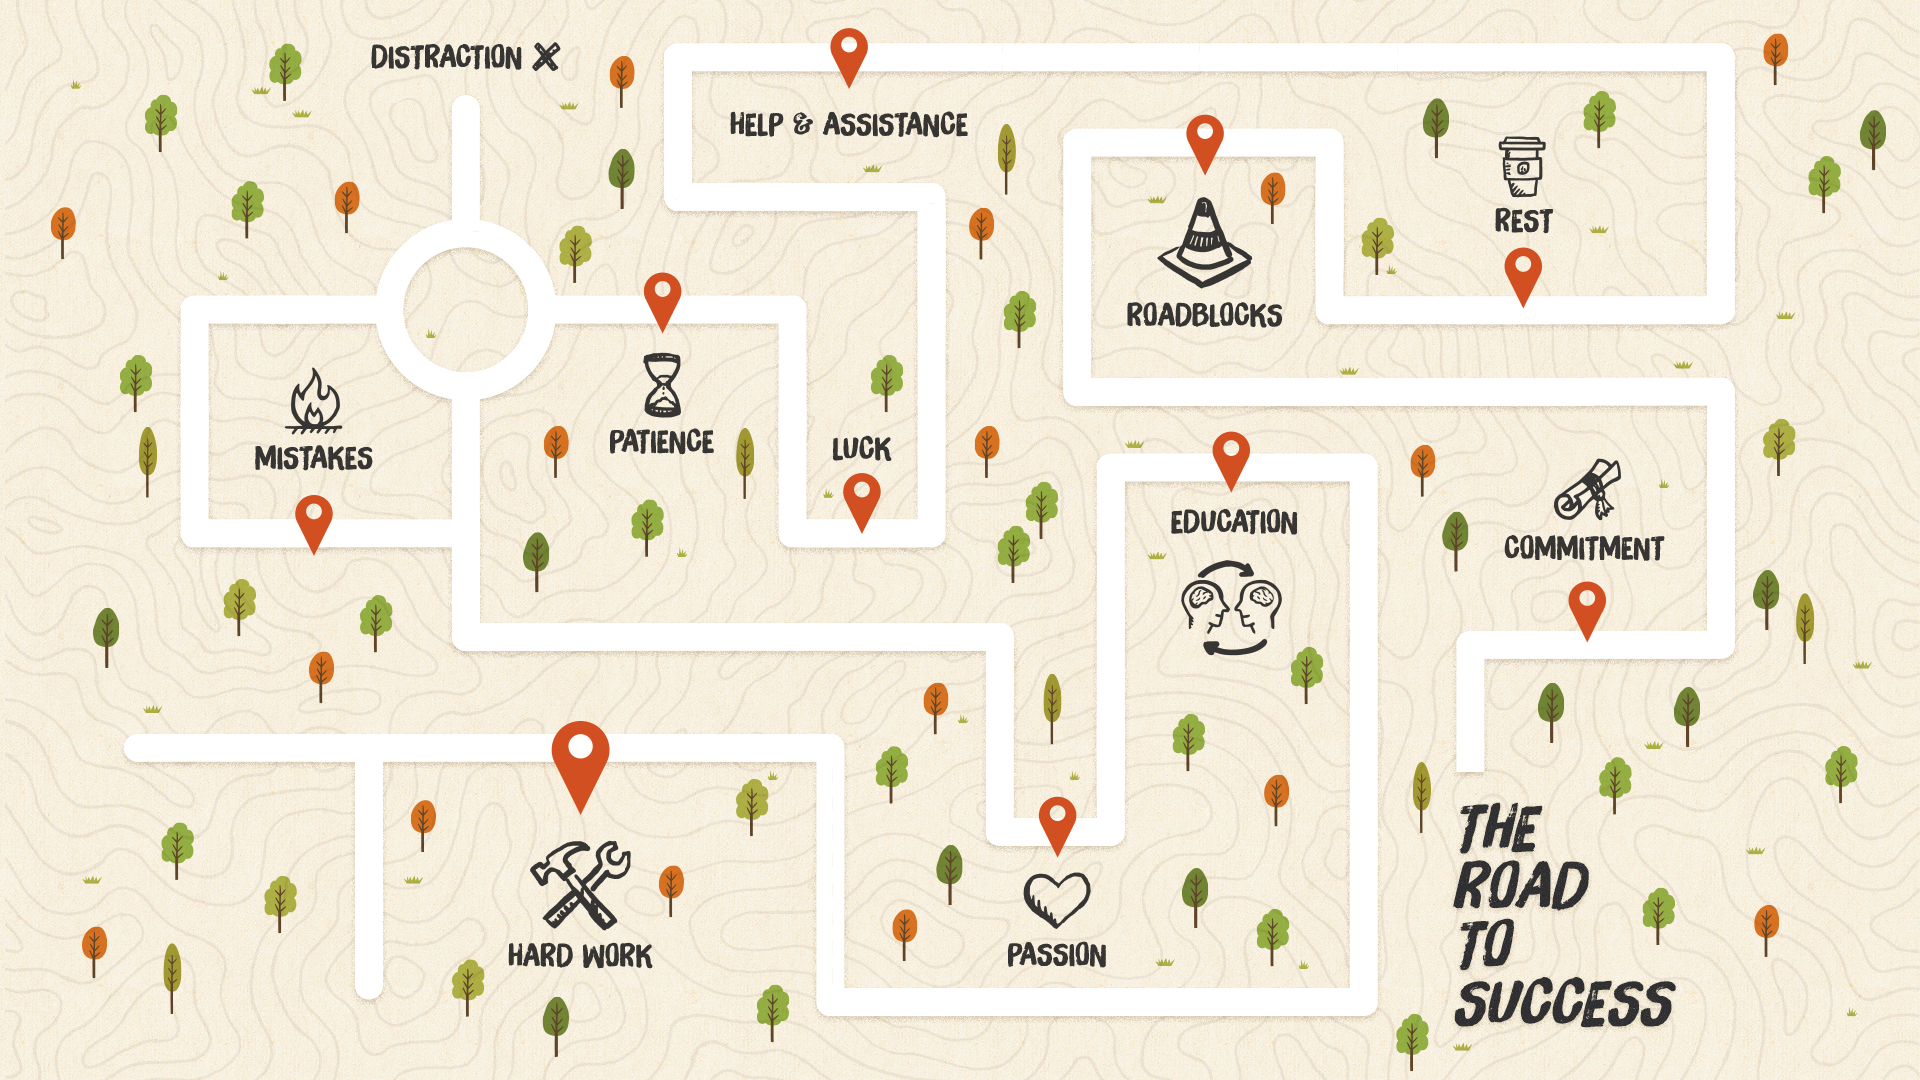 DISTRACTION
HELP & ASSISTANCE
REST
ROADBLOCKS
MISTAKES
PATIENCE
LUCK
EDUCATION
COMMITMENT
HARD WORK
PASSION
THE
ROAD
TO
SUCCESS